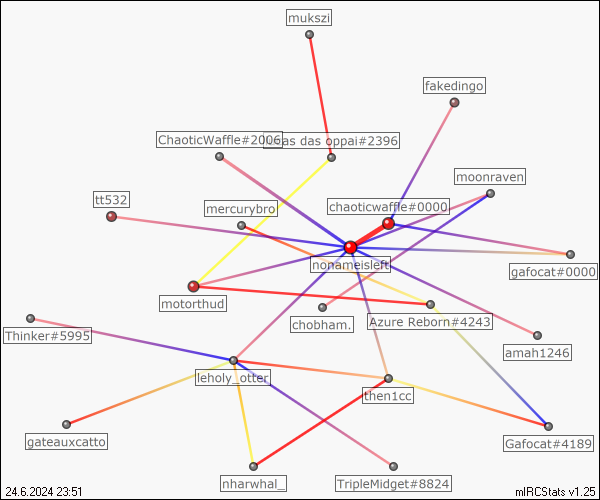 mukszi
fakedingo
ChaoticWaffle#2006
as das oppai#2396
moonraven
tt532
mercurybro
chaoticwaffle#0000
nonameisleft
gafocat#0000
motorthud
chobham.
Azure Reborn#4243
Thinker#5995
amah1246
leholy_otter
then1cc
gateauxcatto
Gafocat#4189
nharwhal_
TripleMidget#8824
24.6.2024 23:51
mIRCStats v1.25